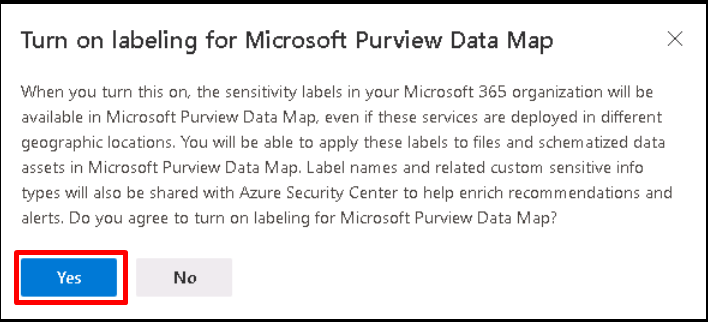 Turn on labeling for Microsoft Purview Data Map
When you turn this on, the sensitivity labels in your Microsoft 365 organization will be
available in Microsoft Purview Data Map, even if these services are deployed in different
geographic locations. You will be able to apply these labels to files and schematized data
assets in Microsoft Purview Data Map. Label names and related custom sensitive info
types will also be shared with Azure Security Center to help enrich recommendations and
alerts. Do you agree to turn on labeling for Microsoft Purview Data Map?
Yes
No